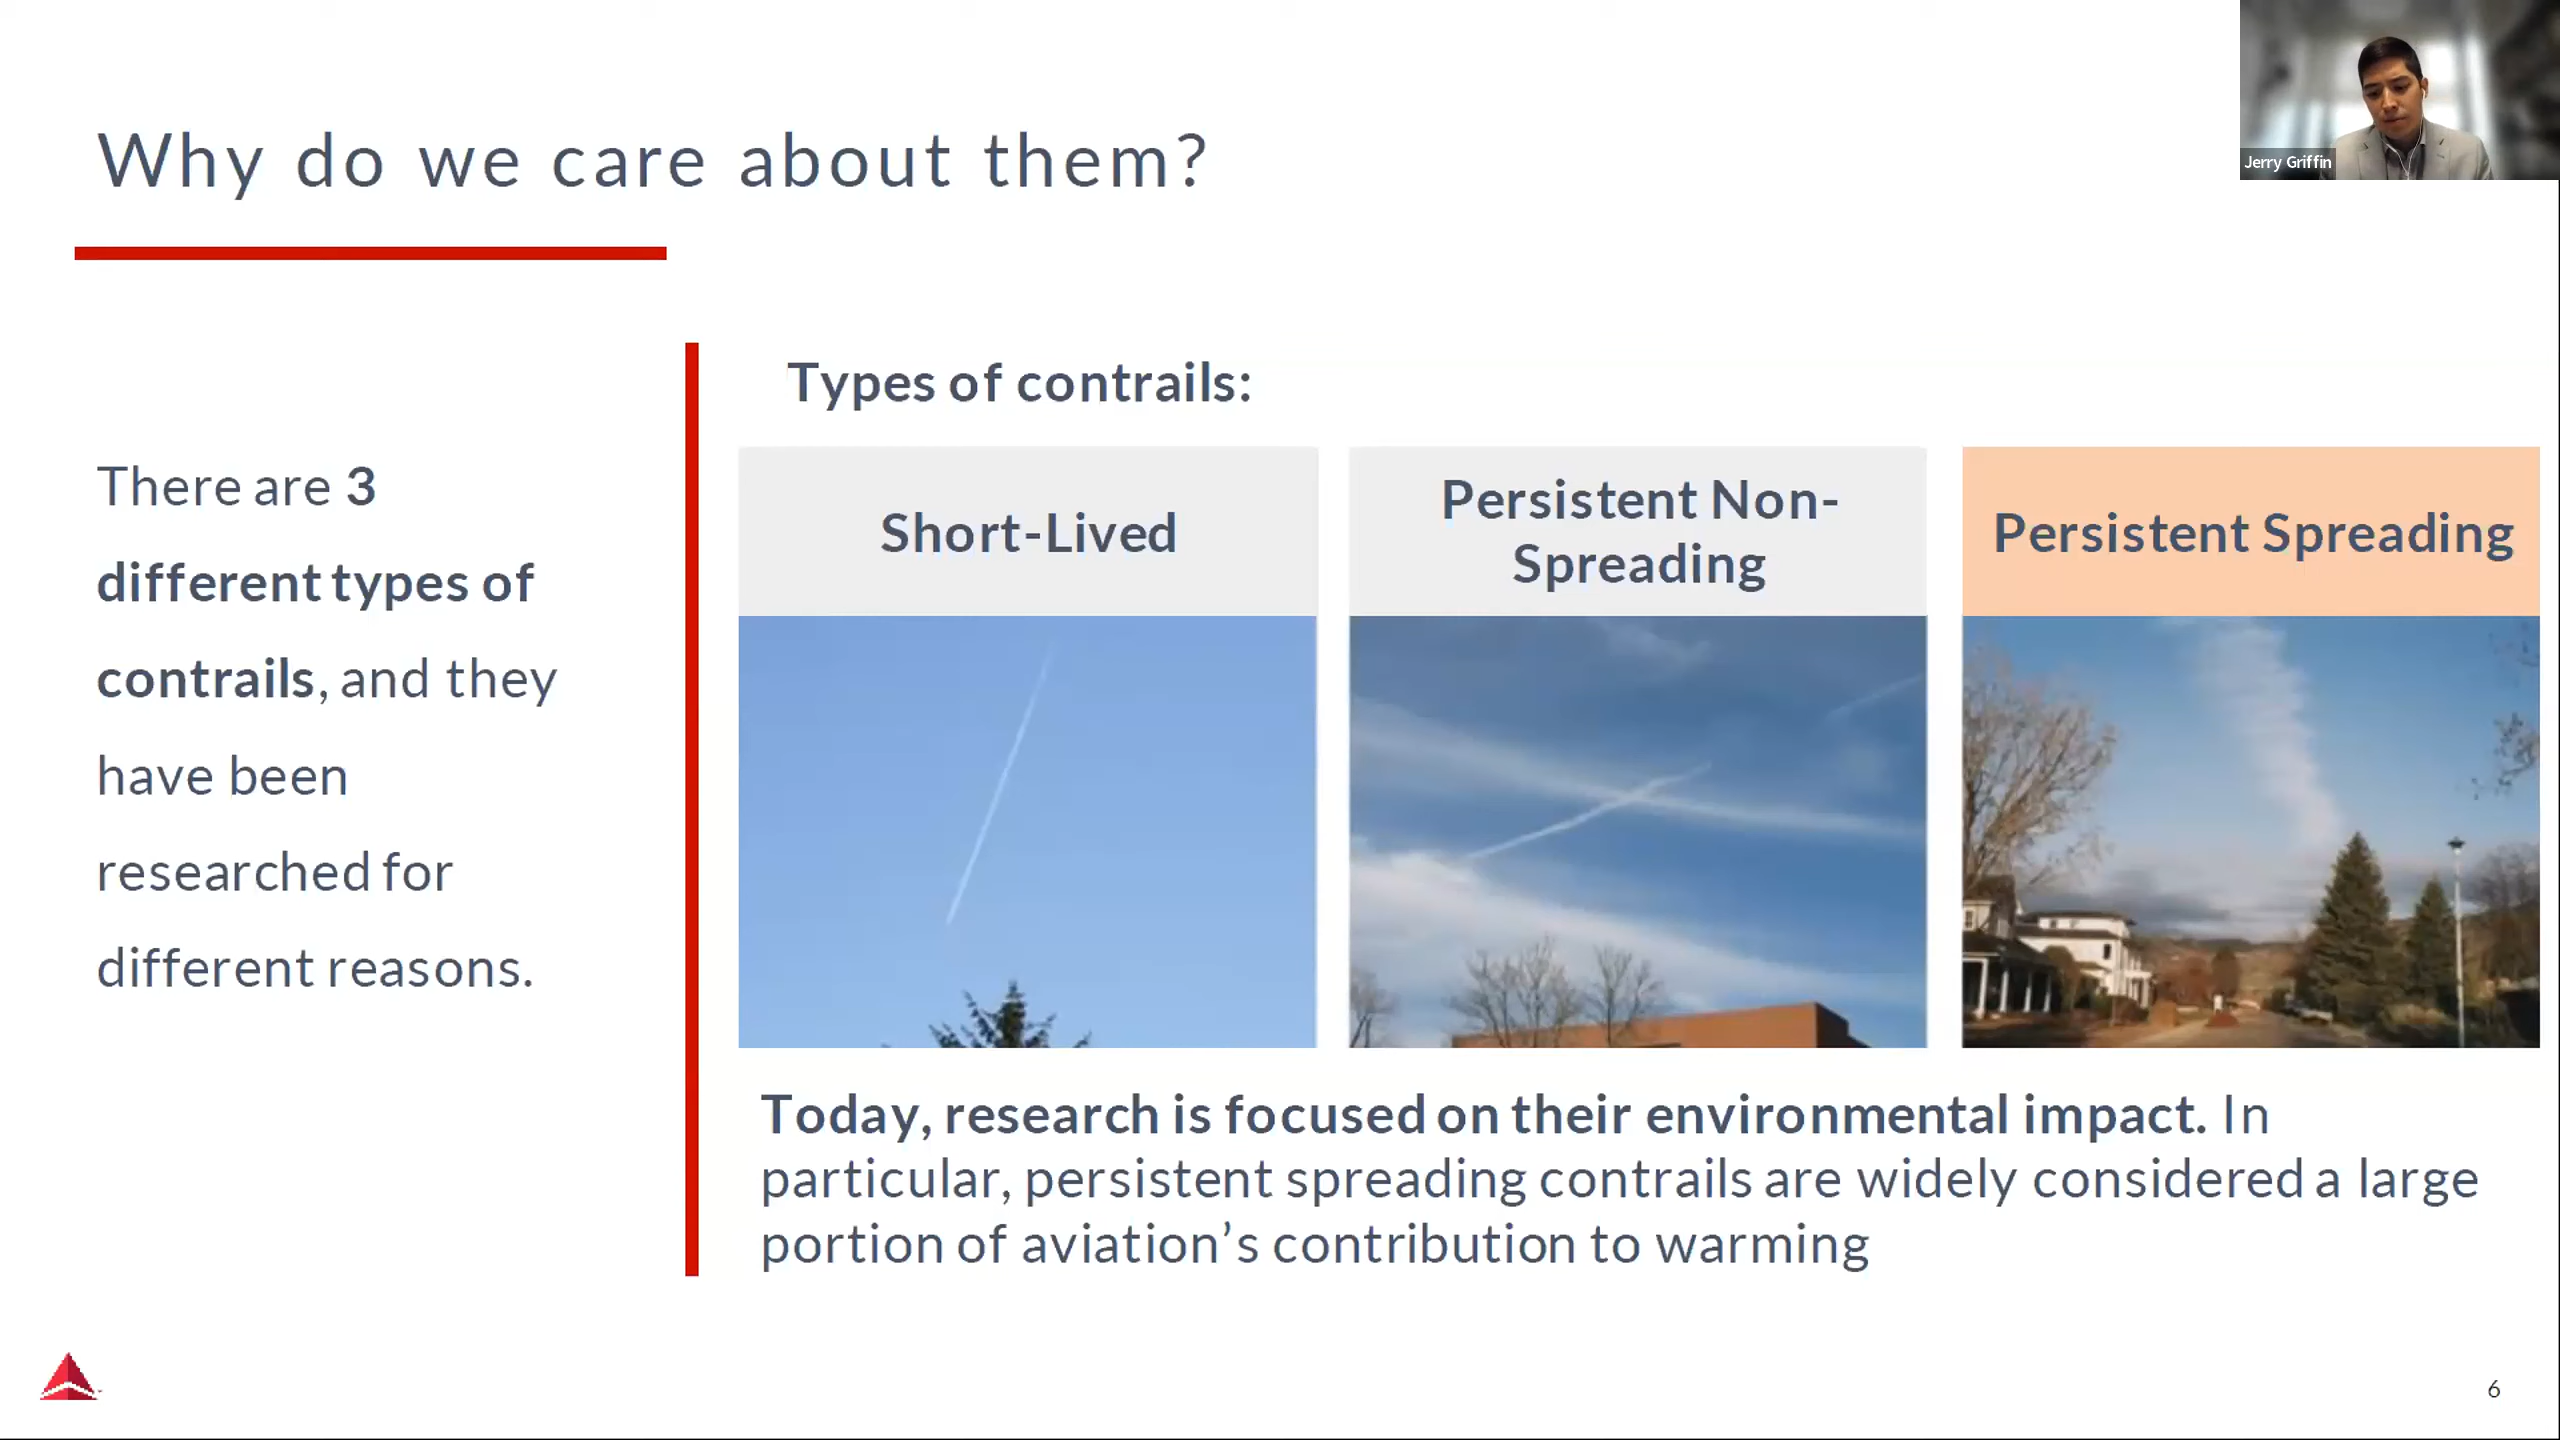 Jerry Griffin
Why do we care about them?
There are 3
different types of
contrails, and they
have been
researched for
different reasons.
Types of contrails:
Short-Lived
Persistent Non-
Spreading
Persistent Spreading
Today, research is focused on their environmental impact. In
particular, persistent spreading contrails are widely considered a large
portion of aviation’s contribution to warming
6